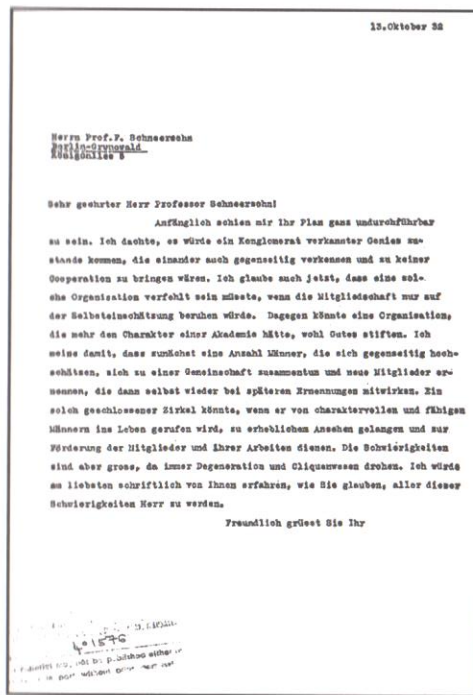 13.Oktober 32
Herrn Prof.F. Schneersohn
Berlin-Grunewald
Königsallee 5
Sehr geehrter Herr Professor Schneersohn!
Anfänglich schien mir Ihr Plan ganz undurchführbar
zu sein. Ich dachte, es würde ein Konglomerat verkannter Genies zu-
stande kommen, die einander auch gegenseitig verkennen und zu keiner
Cooperation zu bringen wären. Ich glaube auch jetzt, dass eine sol-
che Organisation verfehlt sein müsste, wenn die Mitgliedschaft nur auf
der Selbsteinschätzung beruhen würde. Dagegen könnte eine Organisation,
die mehr den Charakter einer Akademie hätte, wohl Gutes stiften. Ich
meine damit, dass zunächst eine Anzahl Männer, die sich gegenseitig hoch-
schätzen, sich zu einer Gemeinschaft zusammentun und neue Mitglieder er-
nennen, die dann selbst wieder bei späteren Ernennungen mitwirken. Ein
solch geschlossener Zirkel könnte, wenn er von charaktervollen und fähigen
Männern ins Leben gerufen wird, zu erheblichem Ansehen gelangen und zur
Förderung der Mitglieder und ihrer Arbeiten dienen. Die Schwierigkeiten
sind aber gross, da immer Degeneration und Cliquenwesen drohen. Ich würde
am liebsten schriftlich von Ihnen erfahren, wie Sie glauben, aller dieser
Schwierigkeiten Herr zu werden.
Freundlich grüsst Sie Ihr
41576
not be published either in
part without